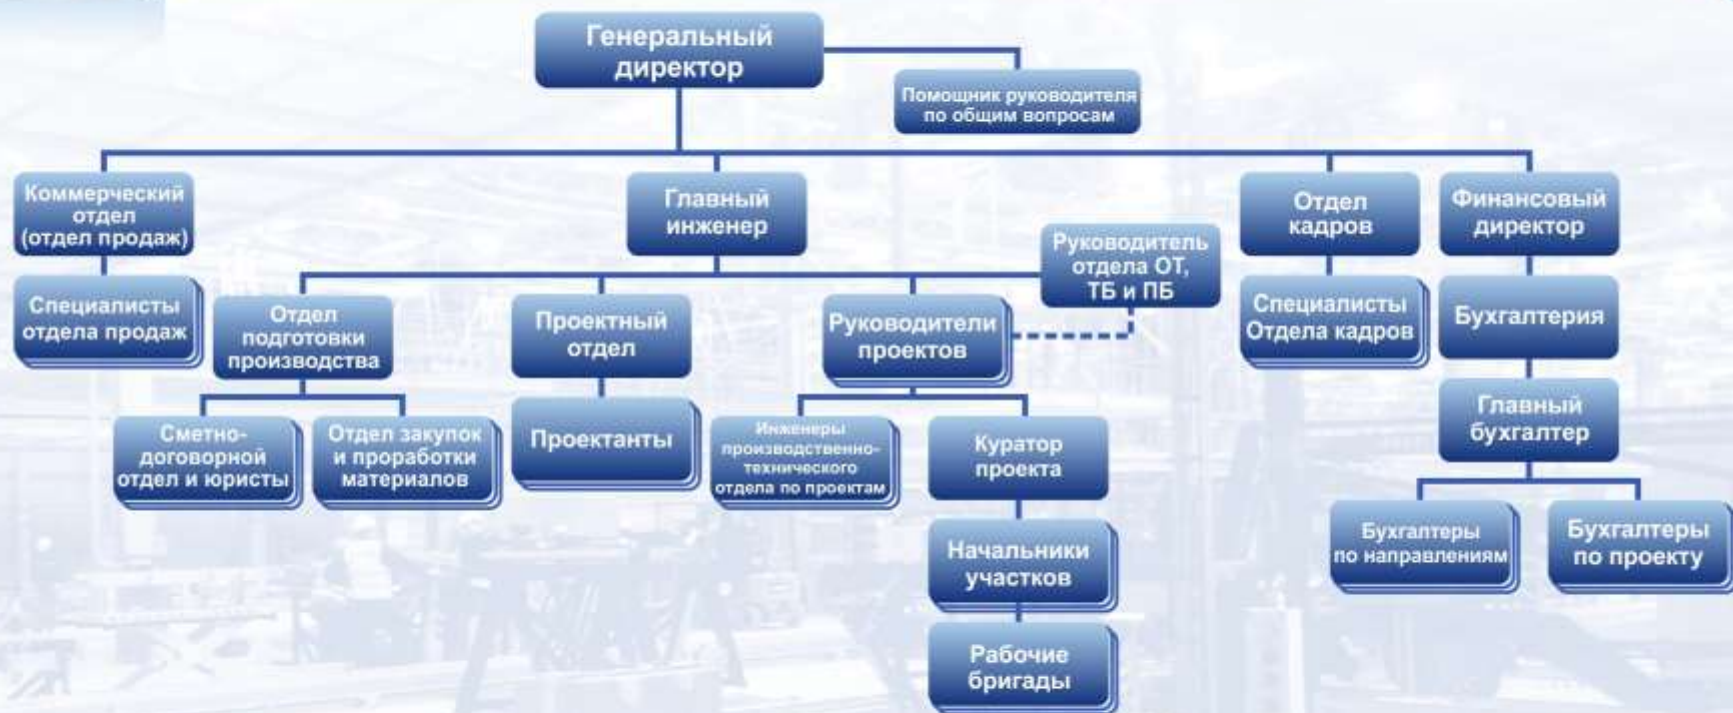 Генеральный
директор
Помощник руководителя
по общим вопросам
Коммерческий
отдел
(отдел продаж)
Главный
инженер
Отдел
кадров
Финансовый
директор
Руководитель
отдела ОТ,
ТБ и ПБ
Специалисты
отдела продаж
Отдел
подготовки
производства
Проектный
отдел
Руководители
проектов
Специалисты
Отдела кадров
Бухгалтерия
Сметно-
договорной
отдел и юристы
Отдел закупок
и проработки
материалов
Проектанты
Инженеры
производственно-
технического
отдела по проектам
Куратор
проекта
Главный
бухгалтер
Начальники
участков
Бухгалтеры
по направлениям
Бухгалтеры
по проекту
Рабочие
бригады